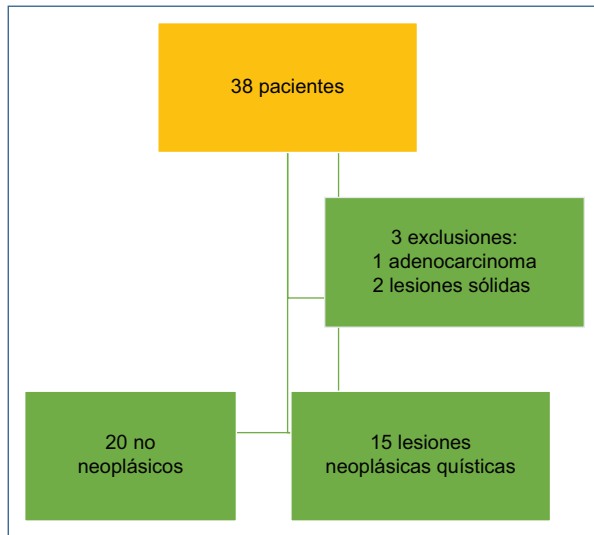 38 pacientes
3 exclusiones:
1 adenocarcinoma
2 lesiones sólidas
20 no
neoplásicos
15 lesiones
neoplásicas quísticas